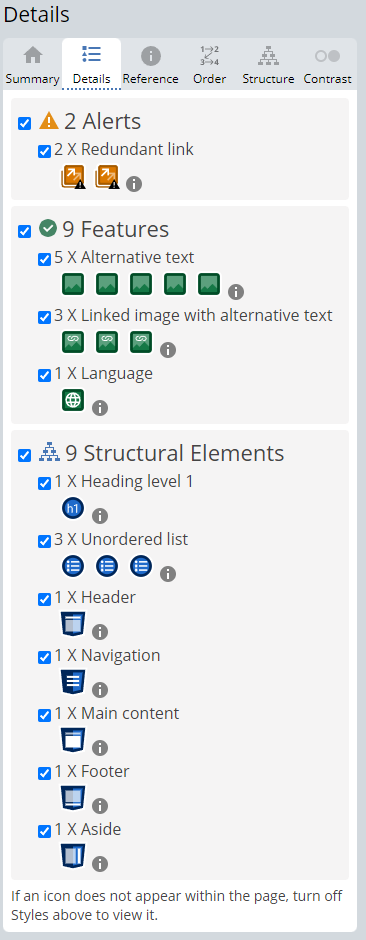 Details
Summary
Details
Reference
Order
Structure
Contrast
2 Alerts
2 X Redundant link
9 Features
5 X Alternative text
3 X Linked image with alternative text
1 X Language
9 Structural Elements
1 X Heading level 1
h1
3 X Unordered list
1 X Header
1 X Navigation
1 X Main content
1 X Footer
1 X Aside
If an icon does not appear within the page, turn off
Styles above to view it.